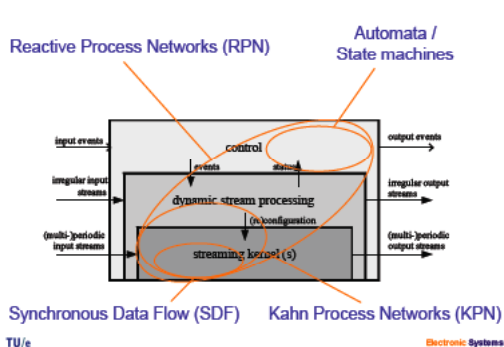 Reactive Process Networks (RPN)
Automata /
State machines
input events
control
output events
events
status
irregular input
streams
dynamic stream processing
irregular output
streams
(re)configuration
(multi-)periodic
input streams
streaming kernel(s)
(multi-)periodic
output streams
Synchronous Data Flow (SDF)
Kahn Process Networks (KPN)
TU/e
Electronic Systems